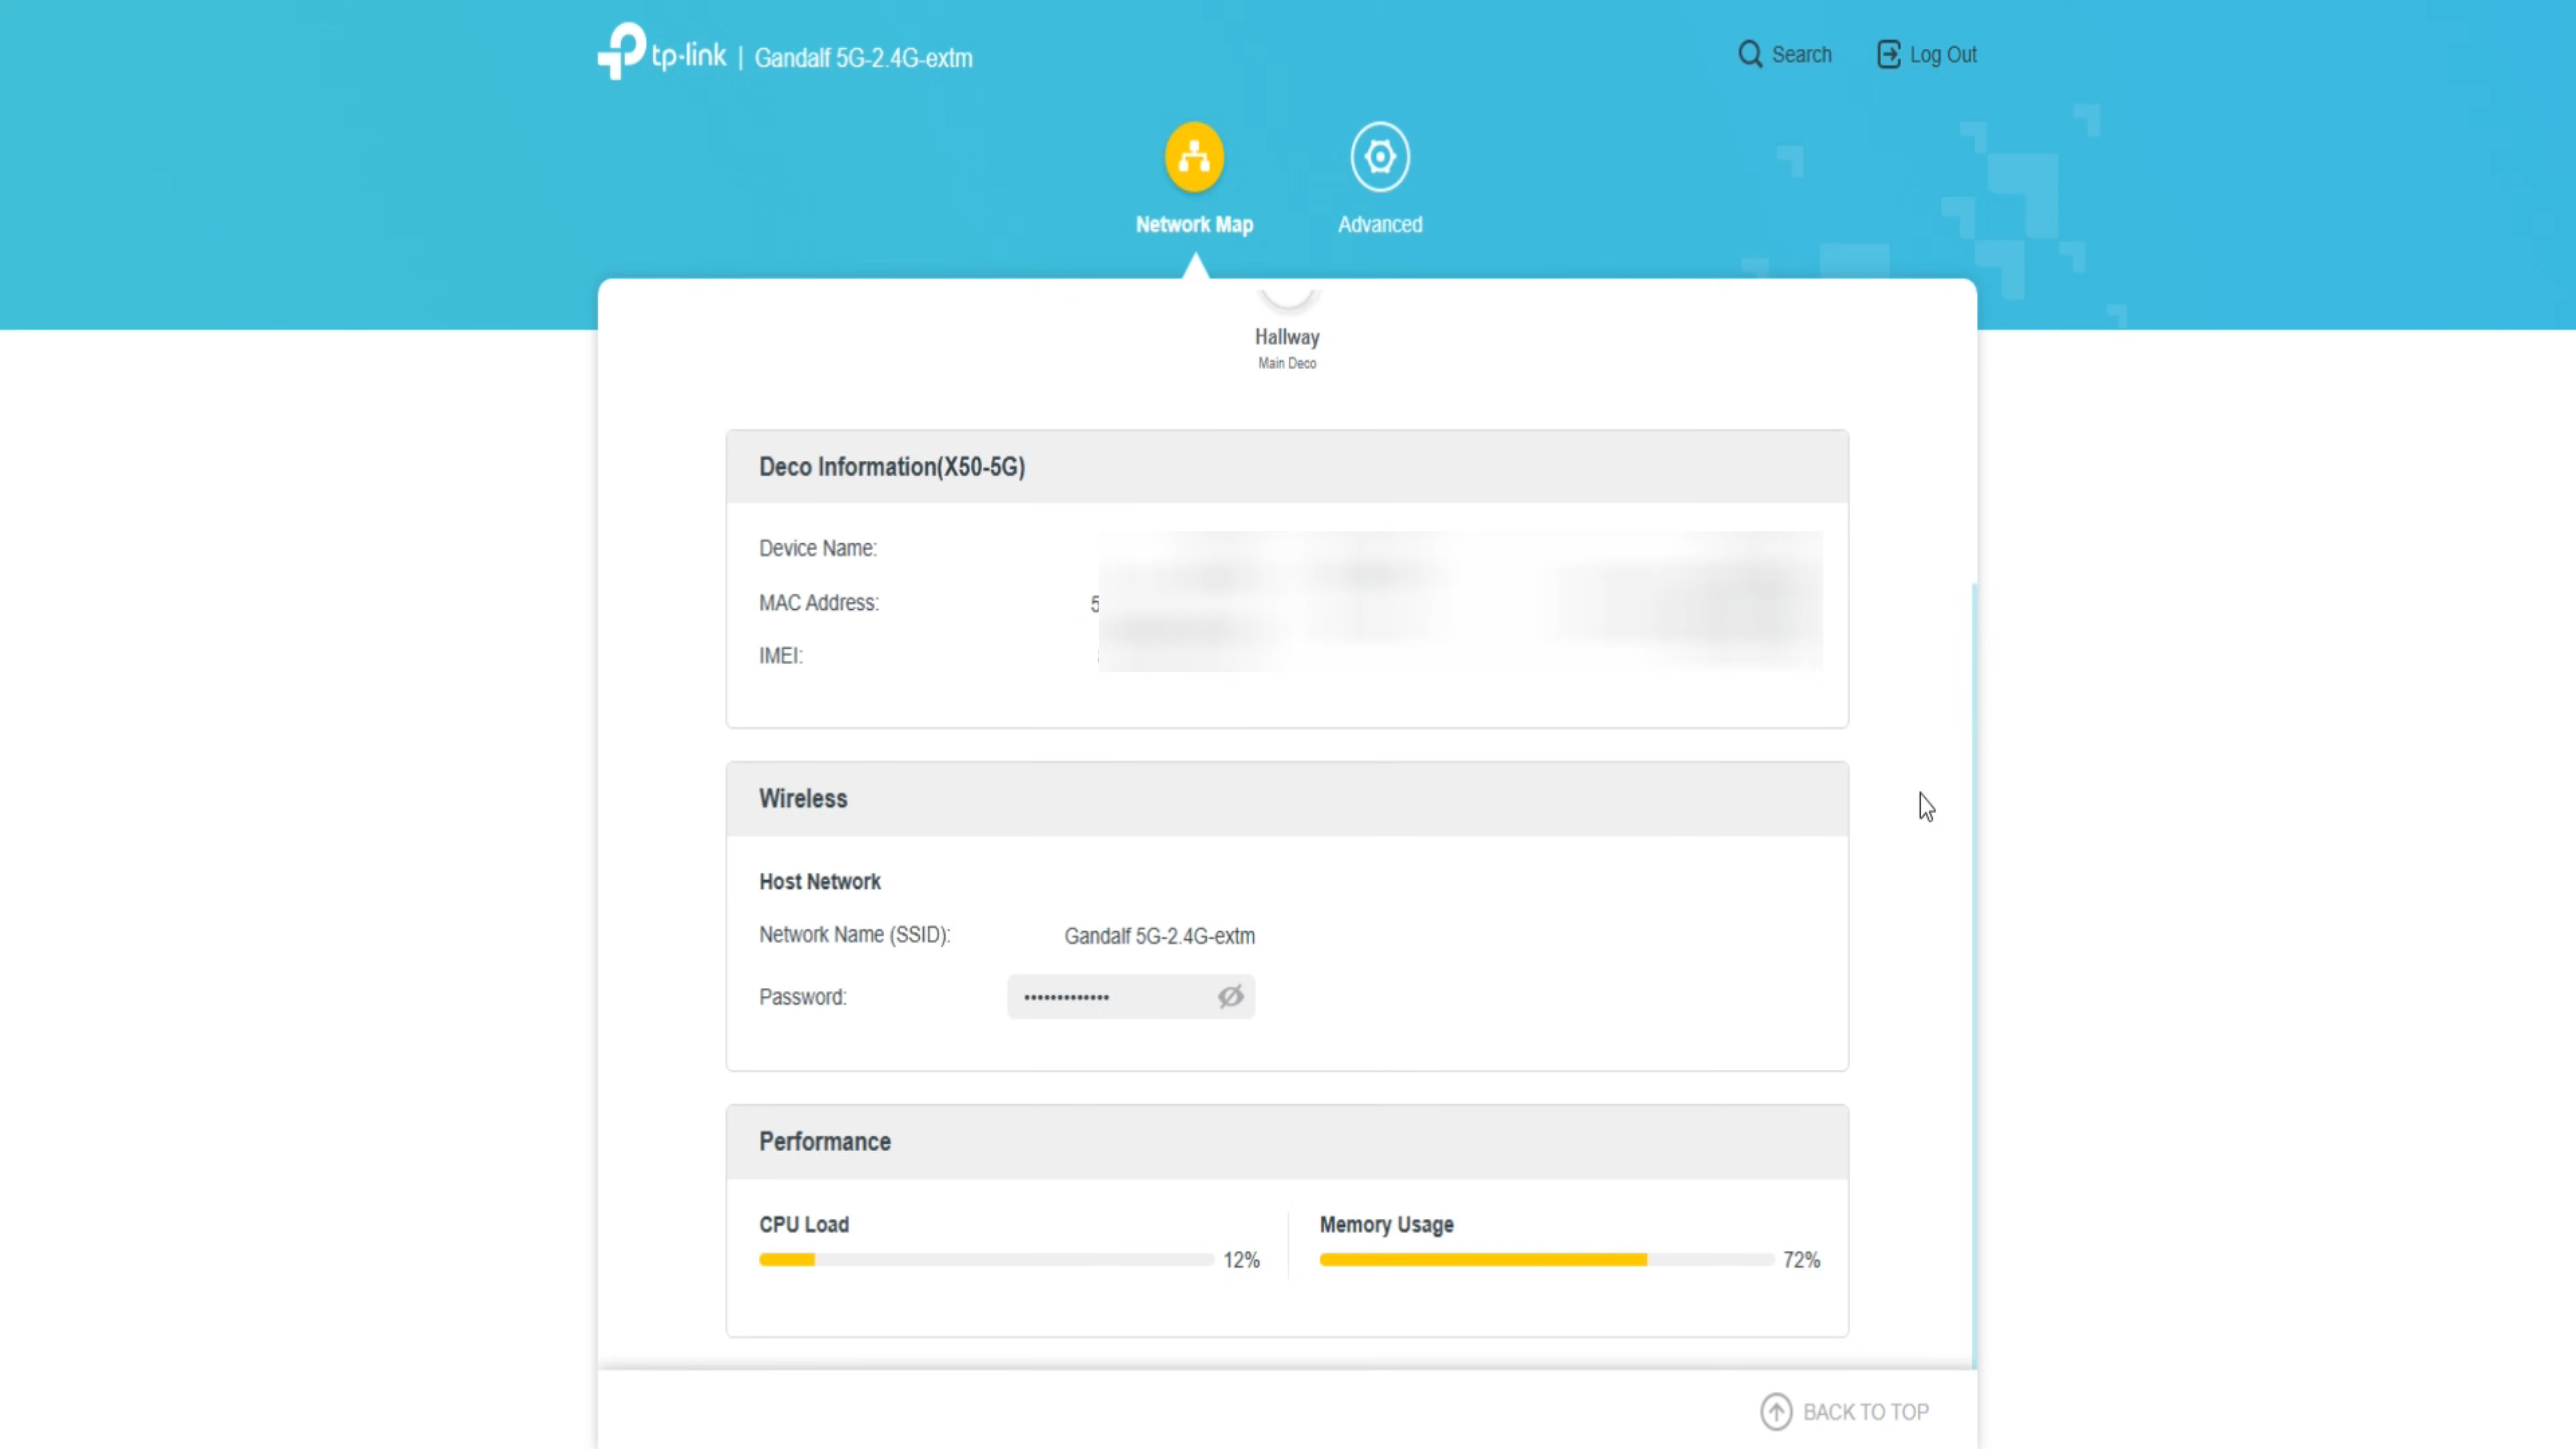 tp-link | Gandalf 5G-2.4G-extm
Search
Log Out
Network Map
Advanced
Hallway
Main Deco
Deco Information(X50-5G)
Device Name:
MAC Address: 5
IMEI:
Wireless
Host Network
Network Name (SSID): Gandalf 5G-2.4G-extm
Password: •••••••••••••
Performance
CPU Load
12%
Memory Usage
72%
BACK TO TOP